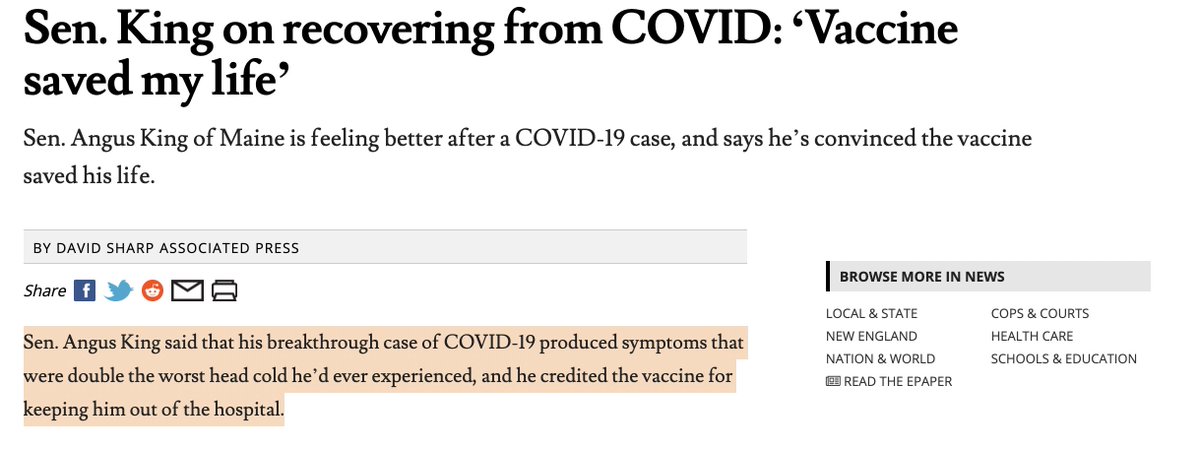 Sen. King on recovering from COVID: ‘Vaccine
saved my life’
Sen. Angus King of Maine is feeling better after a COVID-19 case, and says he’s convinced the vaccine
saved his life.
BY DAVID SHARP ASSOCIATED PRESS
Share
Sen. Angus King said that his breakthrough case of COVID-19 produced symptoms that
were double the worst head cold he’d ever experienced, and he credited the vaccine for
keeping him out of the hospital.
BROWSE MORE IN NEWS
LOCAL & STATE
NEW ENGLAND
NATION & WORLD
READ THE EPAPER
COPS & COURTS
HEALTH CARE
SCHOOLS & EDUCATION